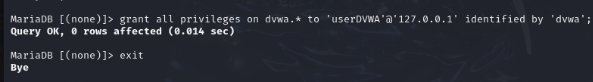 MariaDB [(none)]> grant all privileges on dvwa.* to 'userDVWA'@'127.0.0.1' identified by 'dvwa';
Query OK, 0 rows affected (0.014 sec)
MariaDB [(none)]> exit
Bye